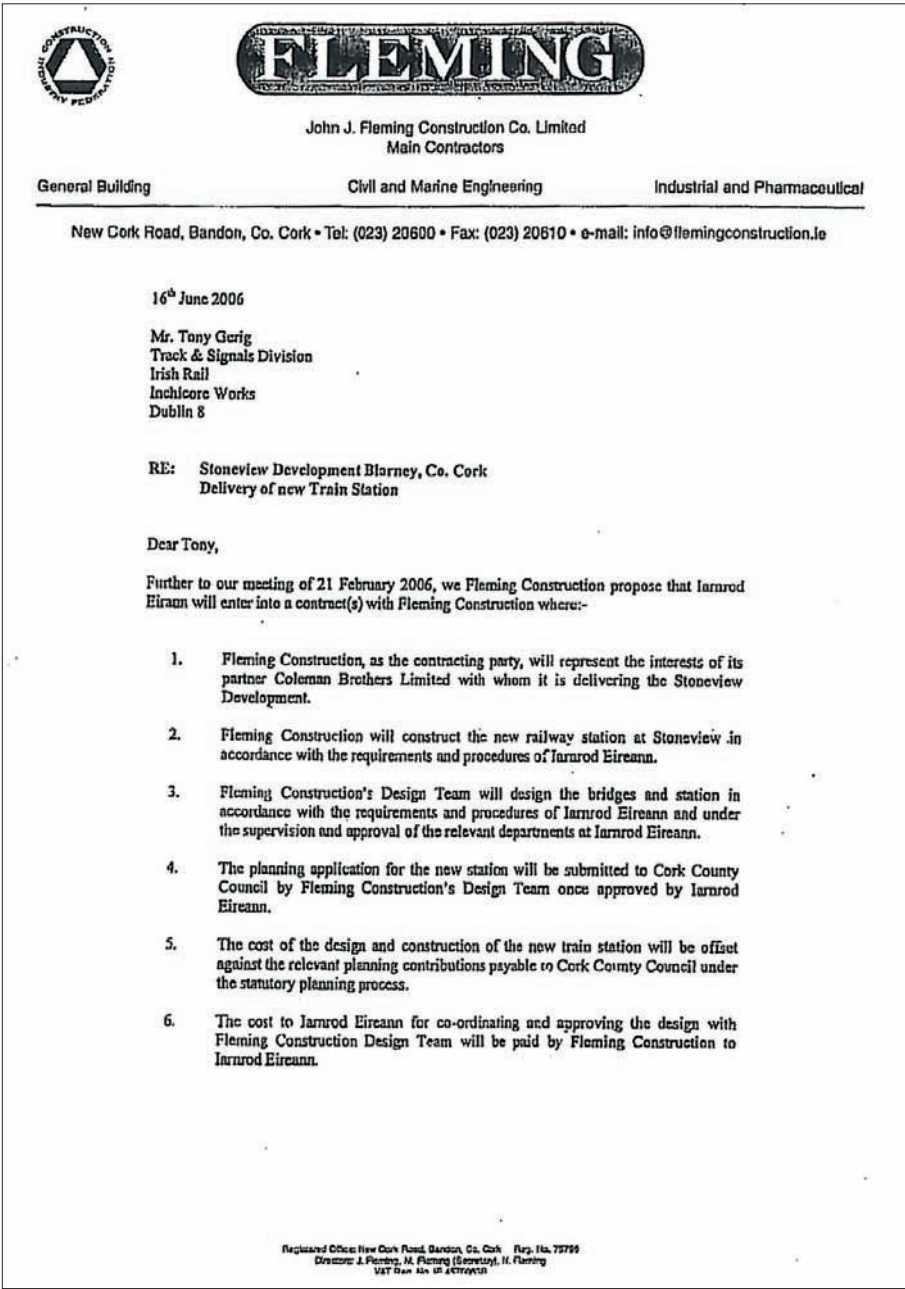 CONSTRUCTION INDUSTRY FEDERATION
FLEMING
John J. Fleming Construction Co. Limited
Main Contractors
General Building Civil and Marine Engineering Industrial and Pharmaceutical
New Cork Road, Bandon, Co. Cork • Tel: (023) 20600 • Fax: (023) 20610 • e-mail: info@flemingconstruction.ie
16th June 2006
Mr. Tony Gerig
Track & Signals Division
Irish Rail
Inchicore Works
Dublin 8
RE: Stoneview Development Blarney, Co. Cork
Delivery of new Train Station
Dear Tony,
Further to our meeting of 21 February 2006, we Fleming Construction propose that Iarnrod
Eirann will enter into a contract(s) with Fleming Construction where:-
1. Fleming Construction, as the contracting party, will represent the interests of its
partner Coleman Brothers Limited with whom it is delivering the Stoneview
Development.
2. Fleming Construction will construct the new railway station at Stoneview in
accordance with the requirements and procedures of Iarnrod Eireann.
3. Fleming Construction's Design Team will design the bridges and station in
accordance with the requirements and procedures of Iarnrod Eireann and under
the supervision and approval of the relevant departments at Iarnrod Eireann.
4. The planning application for the new station will be submitted to Cork County
Council by Fleming Construction's Design Team once approved by Iarnrod
Eireann.
5. The cost of the design and construction of the new train station will be offset
against the relevant planning contributions payable to Cork County Council under
the statutory planning process.
6. The cost to Iarnrod Eireann for co-ordinating and approving the design with
Fleming Construction Design Team will be paid by Fleming Construction to
Iarnrod Eireann.
Registered Office: New Cork Road, Bandon, Co. Cork Reg. No. 75799
Directors: J. Fleming, M. Fleming (Secretary), N. Fleming
VAT